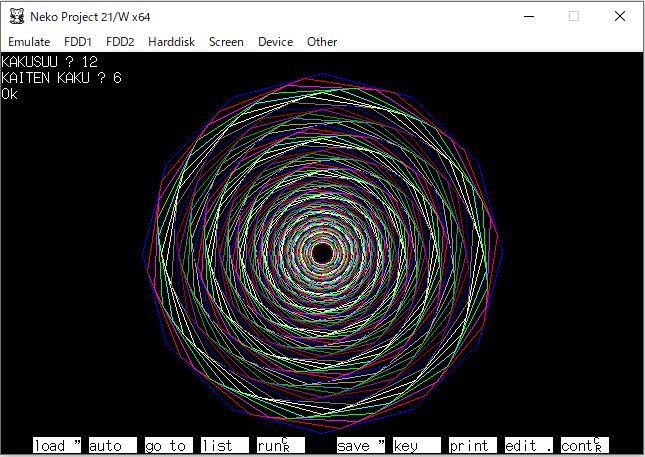 Neko Project 21/W x64
Emulate FDD1 FDD2 Harddisk Screen Device Other
KAKUSUU ? 12
KAITEN KAKU ? 6
Ok
load " auto go to list run␍ save " key print edit . cont␍